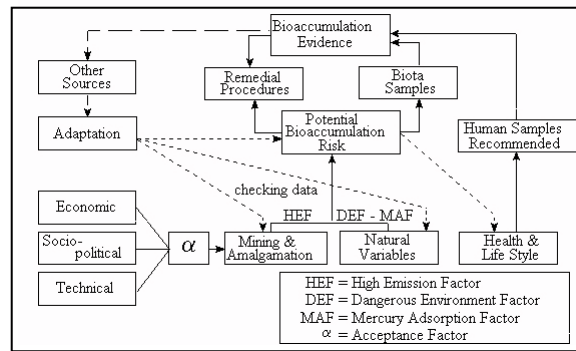 Bioaccumulation
Evidence
Other
Sources
Remedial
Procedures
Biota
Samples
Adaptation
Potential
Bioaccumulation
Risk
Human Samples
Recommended
checking data
Economic
HEF
DEF - MAF
Socio-
political
α
Mining &
Amalgamation
Natural
Variables
Health &
Life Style
Technical
HEF = High Emission Factor
DEF = Dangerous Environment Factor
MAF = Mercury Adsorption Factor
α = Acceptance Factor